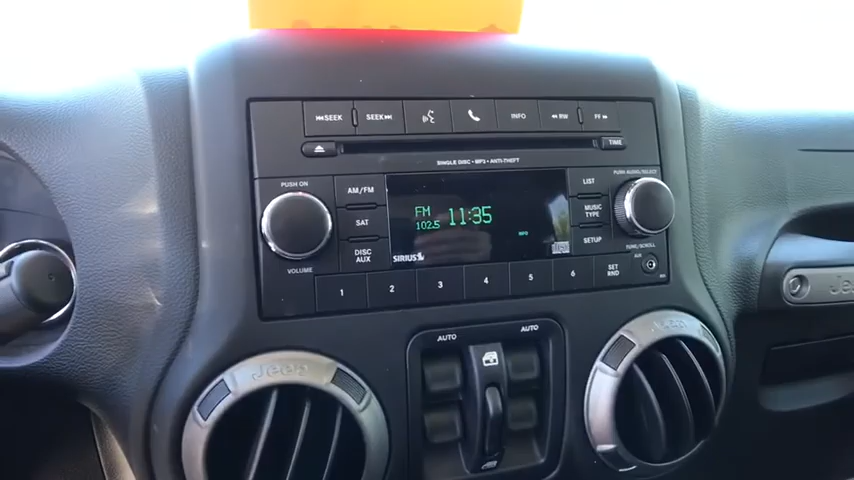 ⏮SEEK SEEK⏭ INFO ◀◀RW FF▶▶
TIME
SINGLE DISC • MP3 • ANTI-THEFT
PUSH ON AM/FM LIST PUSH AUDIO/SELECT
FM 11:35
102.5
SAT MUSIC TYPE
MP3
DISC AUX SETUP
SIRIUS
VOLUME TUNE/SCROLL
AUX
1 2 3 4 5 6 SET RND
AUTO AUTO
Jeep Jeep
Jeep